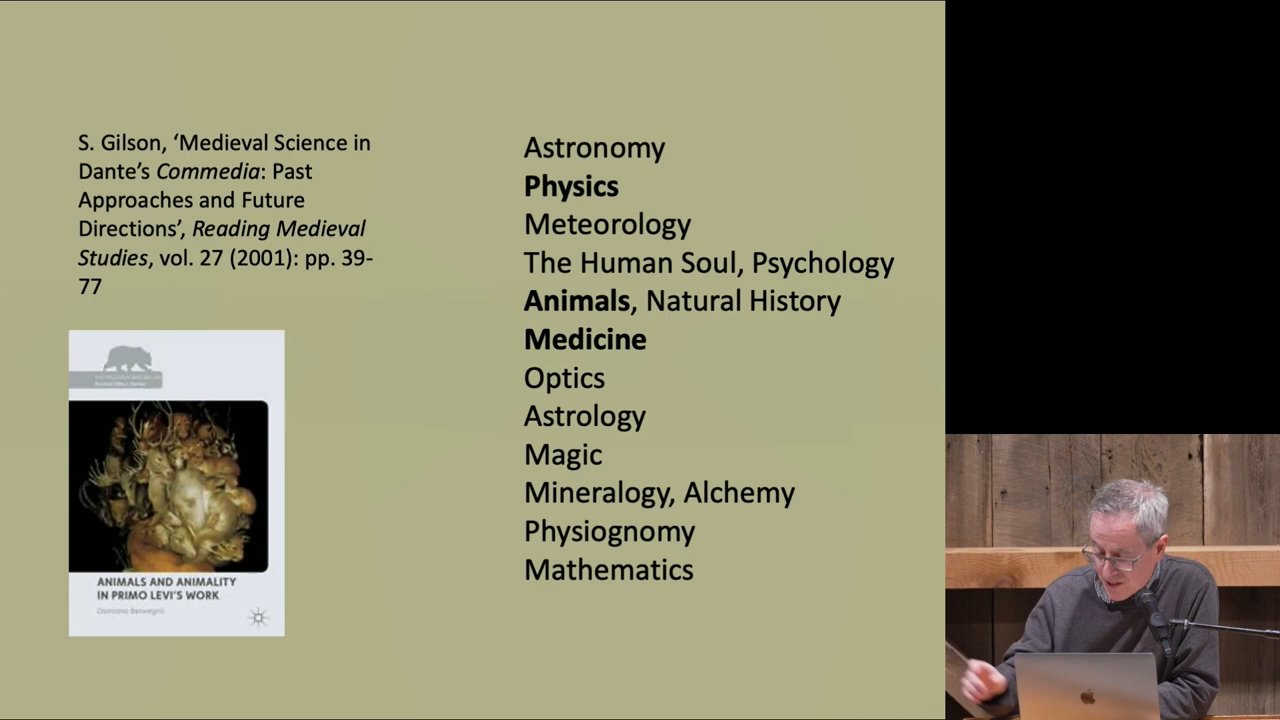 S. Gilson, ‘Medieval Science in
Dante’s Commedia: Past
Approaches and Future
Directions’, Reading Medieval
Studies, vol. 27 (2001): pp. 39-
77
ANIMALS AND ANIMALITY
IN PRIMO LEVI'S WORK
Damiano Benvegnù
Astronomy
Physics
Meteorology
The Human Soul, Psychology
Animals, Natural History
Medicine
Optics
Astrology
Magic
Mineralogy, Alchemy
Physiognomy
Mathematics